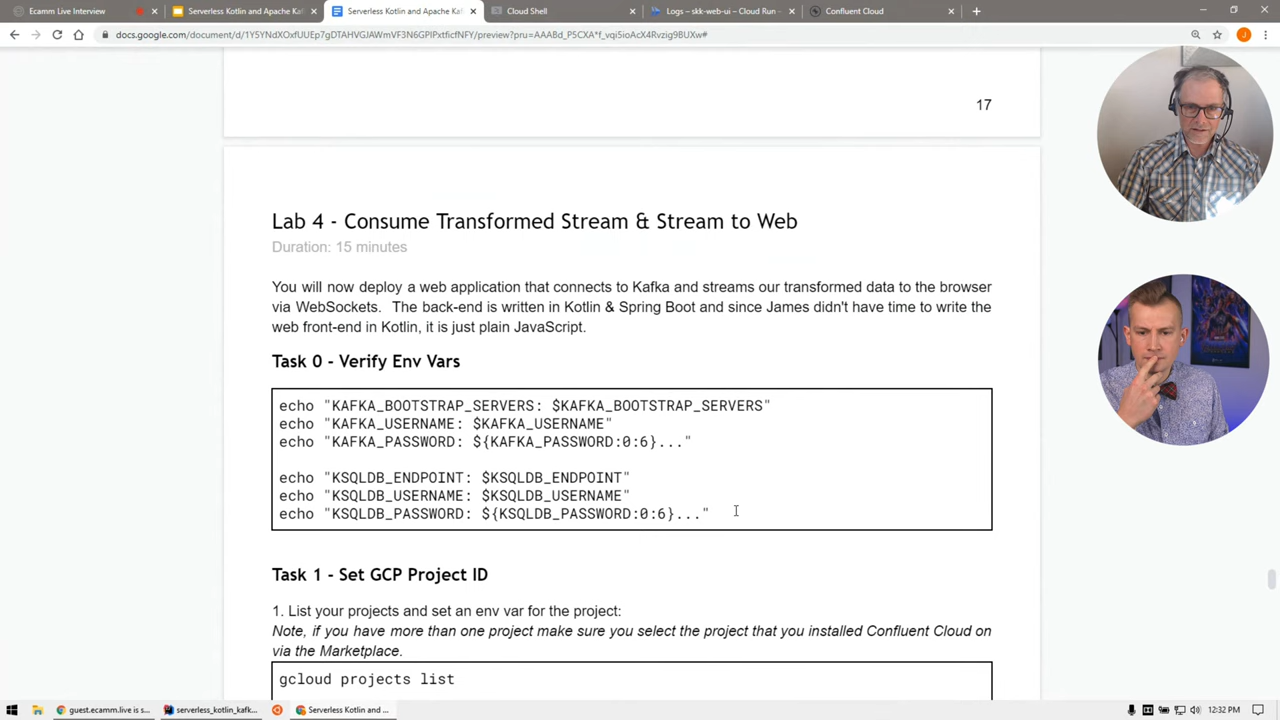 Ecamm Live Interview
Serverless Kotlin and Apache Kaf
Serverless Kotlin and Apache Kaf
Cloud Shell
Logs – skk-web-ui – Cloud Run –
Confluent Cloud
17
Lab 4 - Consume Transformed Stream & Stream to Web
Duration: 15 minutes
You will now deploy a web application that connects to Kafka and streams our transformed data to the browser
via WebSockets. The back-end is written in Kotlin & Spring Boot and since James didn't have time to write the
web front-end in Kotlin, it is just plain JavaScript.
Task 0 - Verify Env Vars
echo "KAFKA_BOOTSTRAP_SERVERS: $KAFKA_BOOTSTRAP_SERVERS"
echo "KAFKA_USERNAME: $KAFKA_USERNAME"
echo "KAFKA_PASSWORD: ${KAFKA_PASSWORD:0:6}..."
echo "KSQLDB_ENDPOINT: $KSQLDB_ENDPOINT"
echo "KSQLDB_USERNAME: $KSQLDB_USERNAME"
echo "KSQLDB_PASSWORD: ${KSQLDB_PASSWORD:0:6}..."
Task 1 - Set GCP Project ID
1. List your projects and set an env var for the project:
Note, if you have more than one project make sure you select the project that you installed Confluent Cloud on
via the Marketplace.
gcloud projects list
guest.ecamm.live is s...
serverless_kotlin_kafk...
Serverless Kotlin and ...
12:32 PM